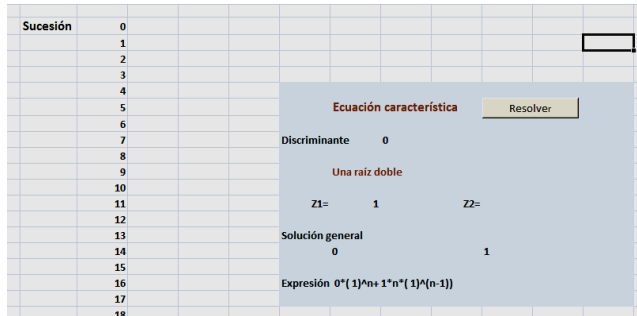 Sucesión 0
1
2
3
4
5 Ecuación característica Resolver
6
7 Discriminante 0
8
9 Una raíz doble
10
11 Z1= 1 Z2=
12
13 Solución general
14 0 1
15
16 Expresión 0*( 1)^n+ 1*n*( 1)^(n-1))
17
18